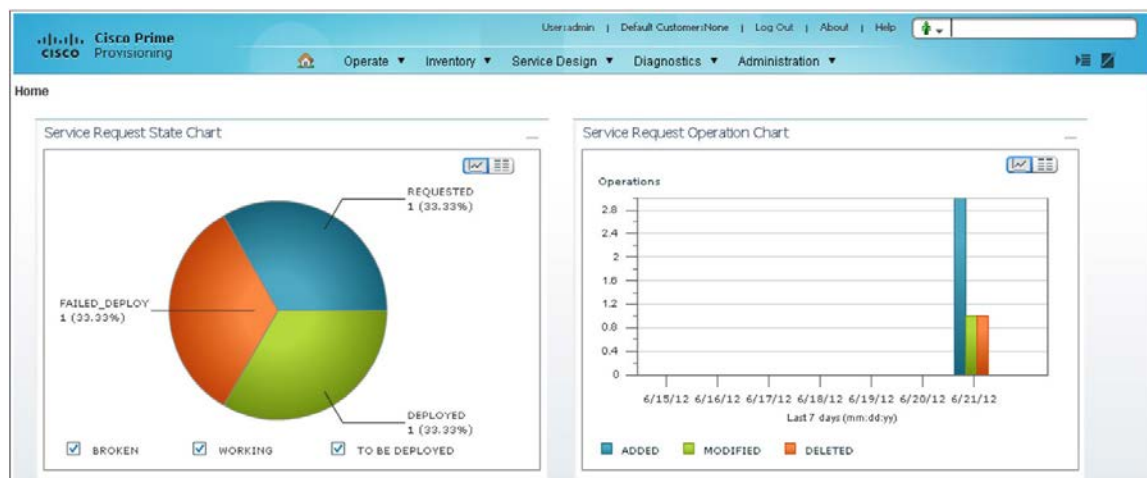 User:admin | Default Customer:None | Log Out | About | Help
cisco
Cisco Prime
Provisioning
Operate ▼ Inventory ▼ Service Design ▼ Diagnostics ▼ Administration ▼
Home
Service Request State Chart
REQUESTED
1 (33.33%)
FAILED_DEPLOY
1 (33.33%)
DEPLOYED
1 (33.33%)
BROKEN WORKING TO BE DEPLOYED
Service Request Operation Chart
Operations
2.8
2.4
2
1.6
1.2
0.8
0.4
0
6/15/12 6/16/12 6/17/12 6/18/12 6/19/12 6/20/12 6/21/12
Last 7 days (mm:dd:yy)
ADDED MODIFIED DELETED